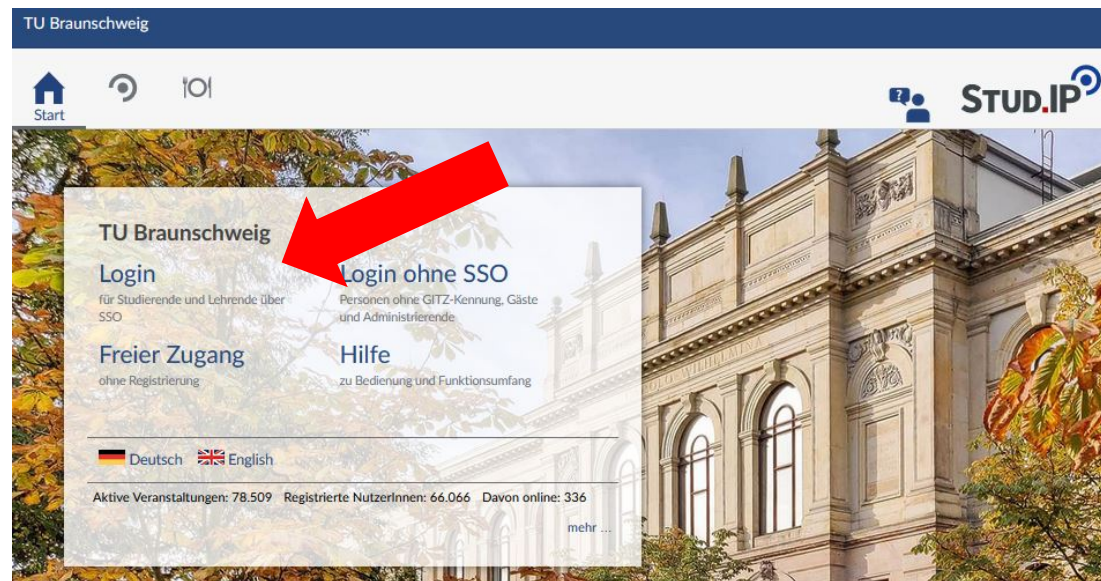 TU Braunschweig
Start
?
STUD.IP
TU Braunschweig
Login
für Studierende und Lehrende über
SSO
Login ohne SSO
Personen ohne GITZ-Kennung, Gäste
und Administrierende
Freier Zugang
ohne Registrierung
Hilfe
zu Bedienung und Funktionsumfang
Deutsch English
Aktive Veranstaltungen: 78.509 Registrierte NutzerInnen: 66.066 Davon online: 336
mehr ...